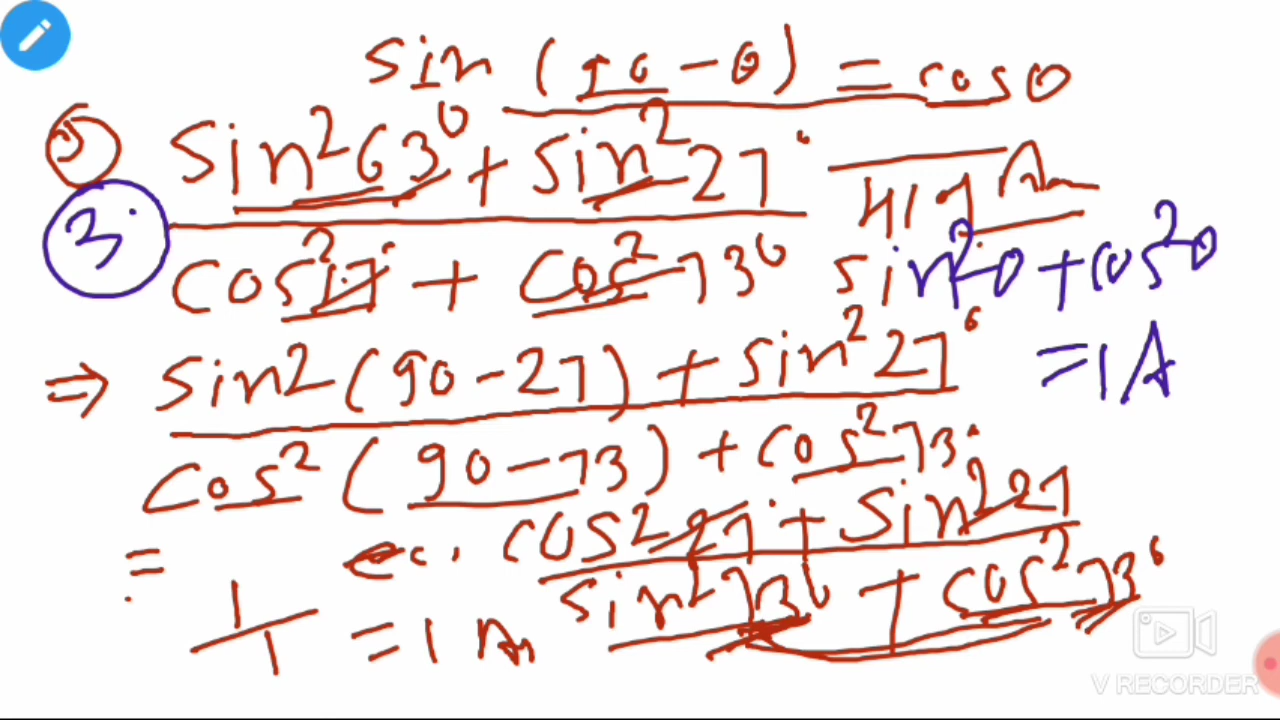 sin (90 - θ) = cos θ
3. sin²63° + sin²27°
cos²17° + cos²73°
sin²θ + cos²θ
= 1 A
⇒ sin²(90 - 27) + sin²27°
cos²(90 - 73) + cos²73°
= cos²27 + sin²27
sin²73° + cos²73°
1/1 = 1 An
V RECORDER